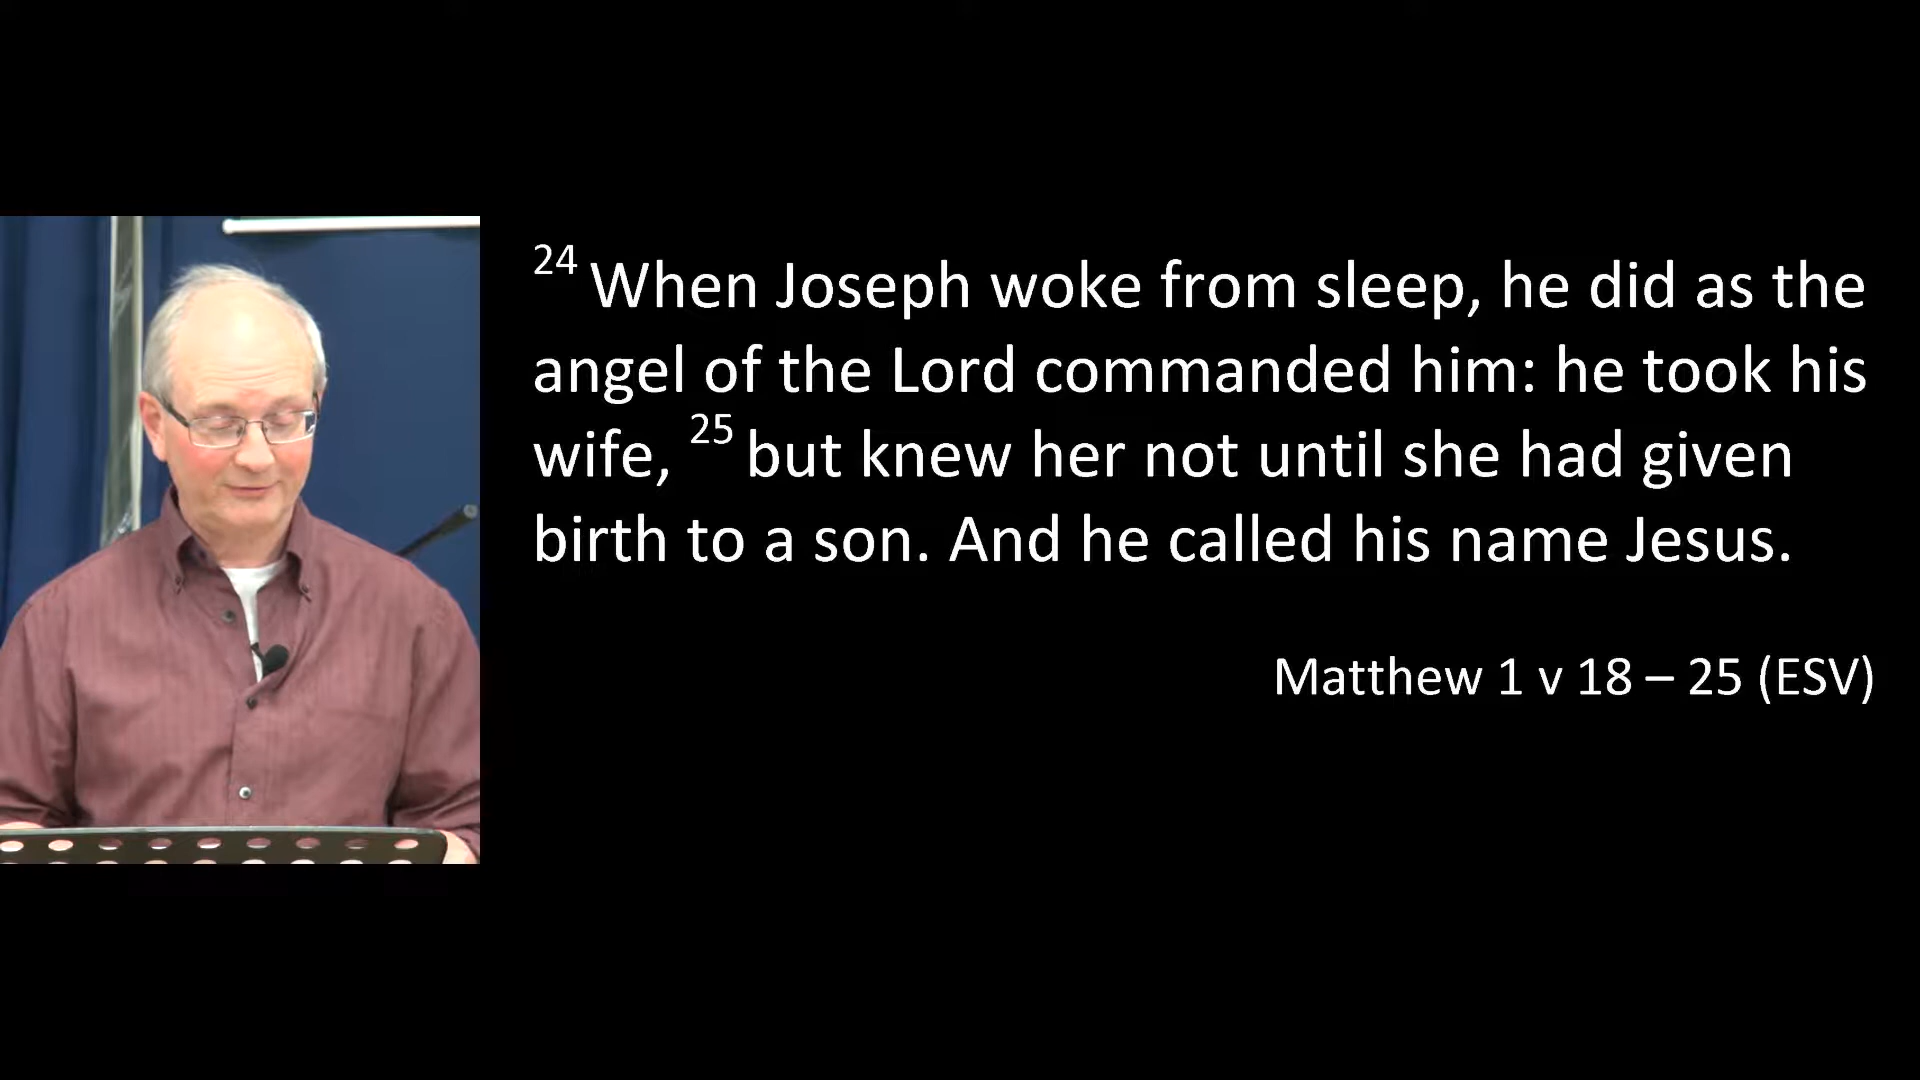 24 When Joseph woke from sleep, he did as the
angel of the Lord commanded him: he took his
wife, 25 but knew her not until she had given
birth to a son. And he called his name Jesus.
Matthew 1 v 18 – 25 (ESV)